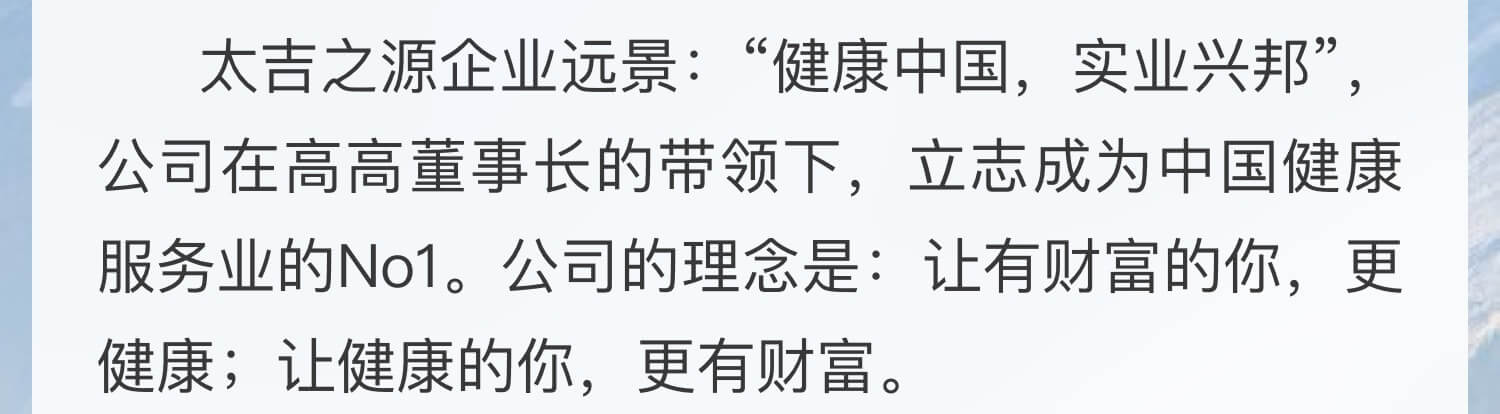 太吉之源企业远景：“健康中国，实业兴邦”，
公司在高高董事长的带领下，立志成为中国健康
服务业的No1。公司的理念是：让有财富的你，更
健康；让健康的你，更有财富。